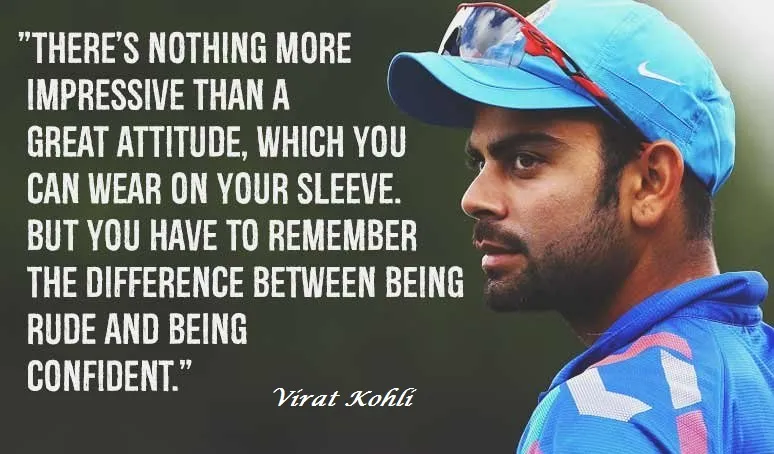 ”THERE’S NOTHING MORE
IMPRESSIVE THAN A
GREAT ATTITUDE, WHICH YOU
CAN WEAR ON YOUR SLEEVE.
BUT YOU HAVE TO REMEMBER
THE DIFFERENCE BETWEEN BEING
RUDE AND BEING
CONFIDENT.”
Virat Kohli